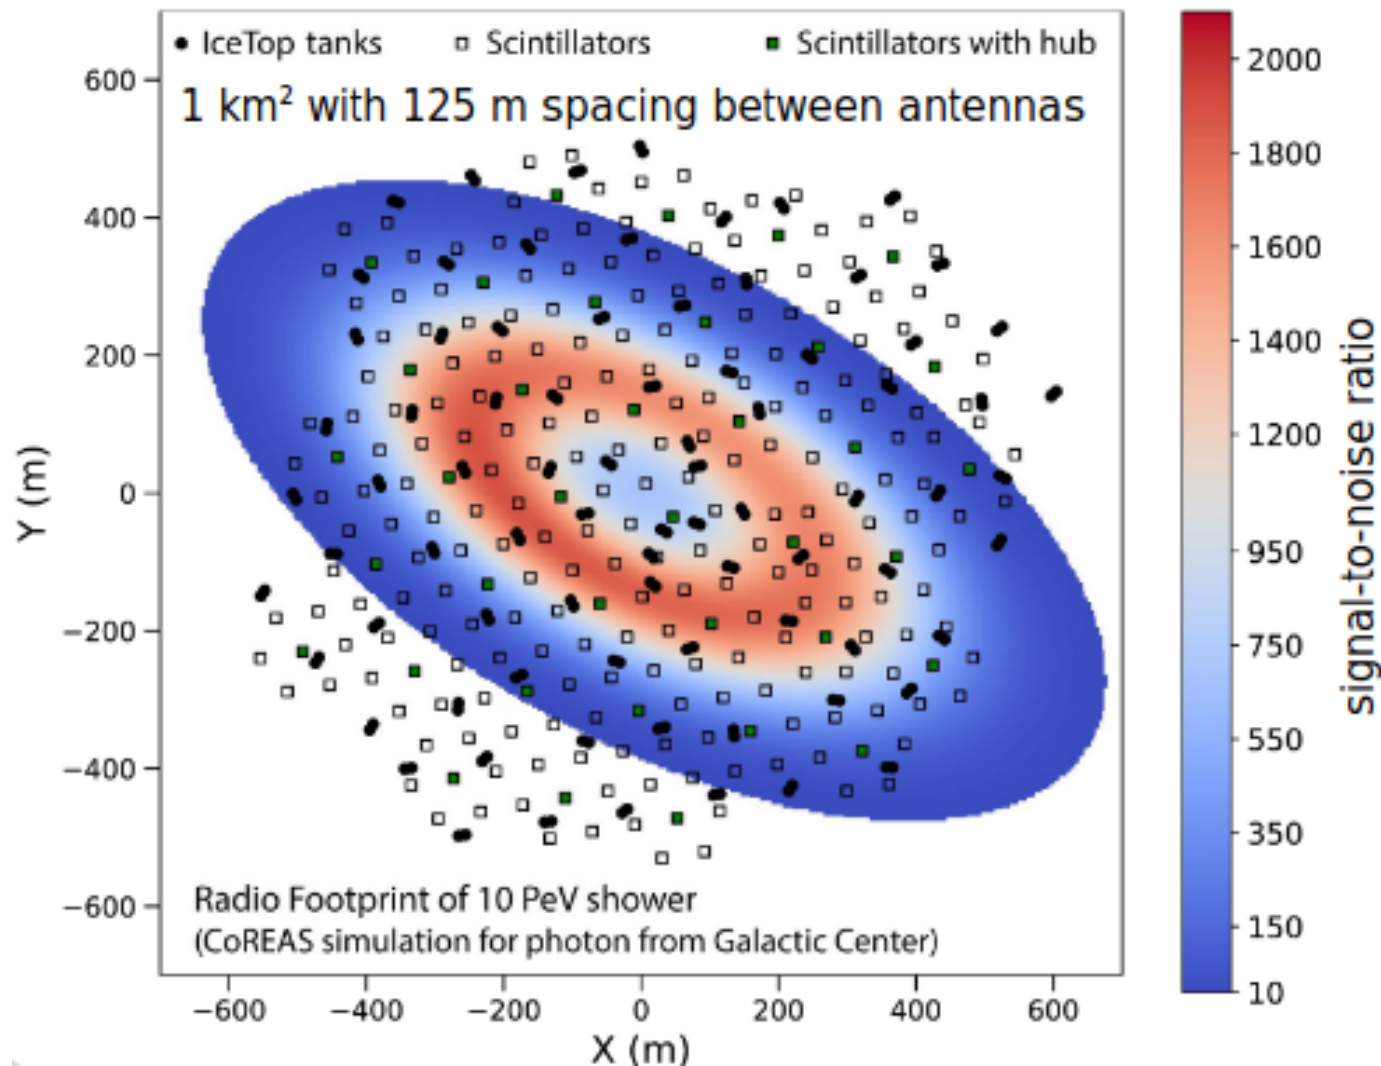 IceTop tanks Scintillators Scintillators with hub
1 km² with 125 m spacing between antennas
600
400
200
0
−200
−400
−600
Y (m)
Radio Footprint of 10 PeV shower
(CoREAS simulation for photon from Galactic Center)
−600 −400 −200 0 200 400 600
X (m)
2000
1800
1600
1400
1200
950
750
550
350
150
10
signal-to-noise ratio